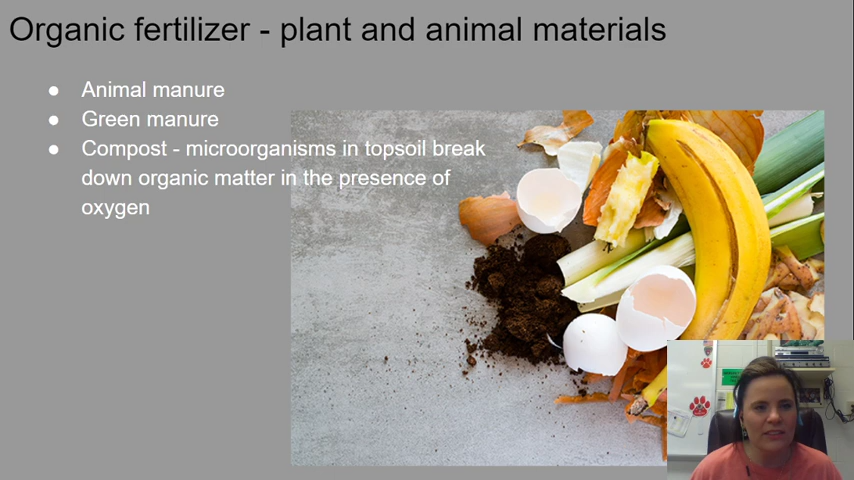 Organic fertilizer - plant and animal materials
● Animal manure
● Green manure
● Compost - microorganisms in topsoil break
down organic matter in the presence of
oxygen